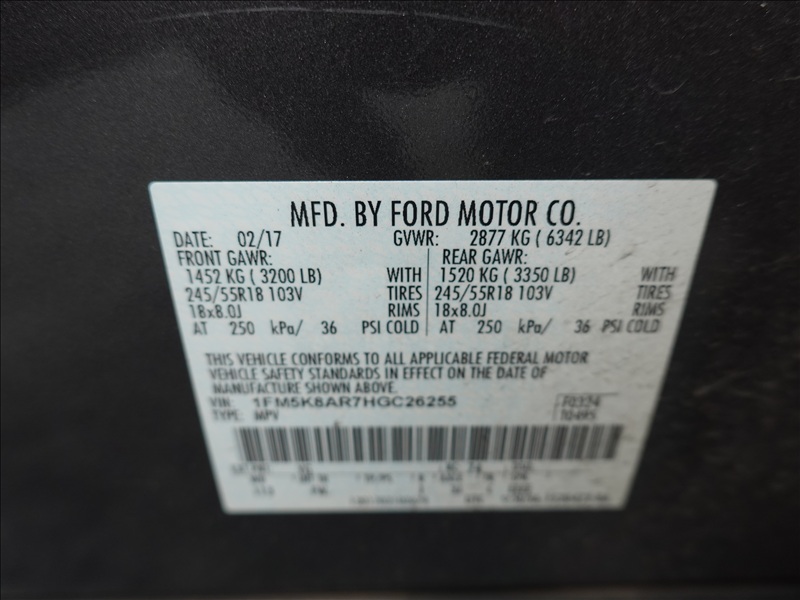 MFD. BY FORD MOTOR CO.
DATE: 02/17 GVWR: 2877 KG ( 6342 LB)
FRONT GAWR: REAR GAWR:
1452 KG ( 3200 LB) WITH 1520 KG ( 3350 LB) WITH
245/55R18 103V TIRES 245/55R18 103V TIRES
18x8.0J RIMS 18x8.0J RIMS
AT 250 kPa/ 36 PSI COLD AT 250 kPa/ 36 PSI COLD
THIS VEHICLE CONFORMS TO ALL APPLICABLE FEDERAL MOTOR
VEHICLE SAFETY STANDARDS IN EFFECT ON THE DATE OF
MANUFACTURE SHOWN ABOVE.
VIN: 1FM5K8AR7HGC26255 F0324
TYPE: MPV T0495